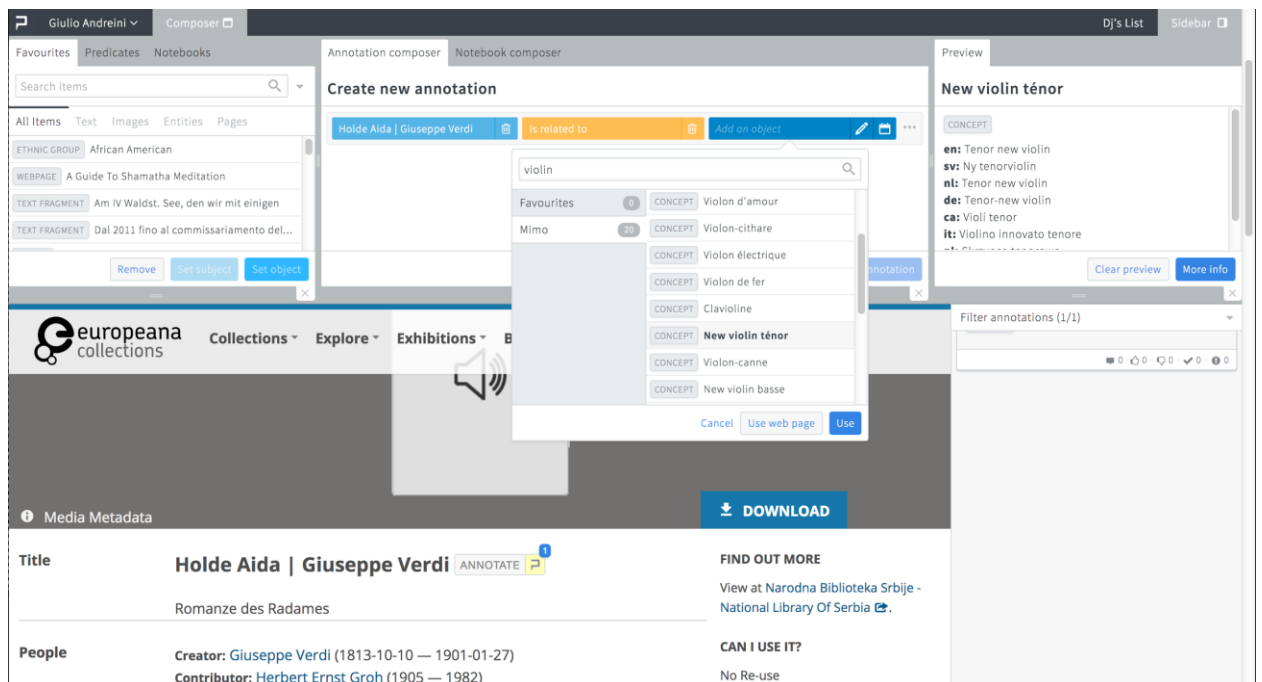 Giulio Andreini
Composer
Dj's List
Sidebar
Favourites
Predicates
Notebooks
Search items
All Items
Text
Images
Entities
Pages
ETHNIC GROUP African American
WEBPAGE A Guide To Shamatha Meditation
TEXT FRAGMENT Am IV Waldst. See, den wir mit einigen
TEXT FRAGMENT Dal 2011 fino al commissariamento del...
Remove
Set subject
Set object
Annotation composer
Notebook composer
Create new annotation
Holde Aida | Giuseppe Verdi
is related to
Add an object
violin
Favourites 0
Mimo 20
CONCEPT Violon d'amour
CONCEPT Violon-cithare
CONCEPT Violon électrique
CONCEPT Violon de fer
CONCEPT Clavioline
CONCEPT New violin ténor
CONCEPT Violon-canne
CONCEPT New violin basse
Cancel
Use web page
Use
nnotation
Preview
New violin ténor
CONCEPT
en: Tenor new violin
sv: Ny tenorviolin
nl: Tenor new violin
de: Tenor-new violin
ca: Violí tenor
it: Violino innovato tenore
Clear preview
More info
europeana
collections
Collections
Explore
Exhibitions
B
Filter annotations (1/1)
0 0 0 0 0
Media Metadata
DOWNLOAD
Title
Holde Aida | Giuseppe Verdi ANNOTATE 1
Romanze des Radames
People
Creator: Giuseppe Verdi (1813-10-10 — 1901-01-27)
Contributor: Herbert Ernst Groh (1905 — 1982)
FIND OUT MORE
View at Narodna Biblioteka Srbije -
National Library Of Serbia
CAN I USE IT?
No Re-use